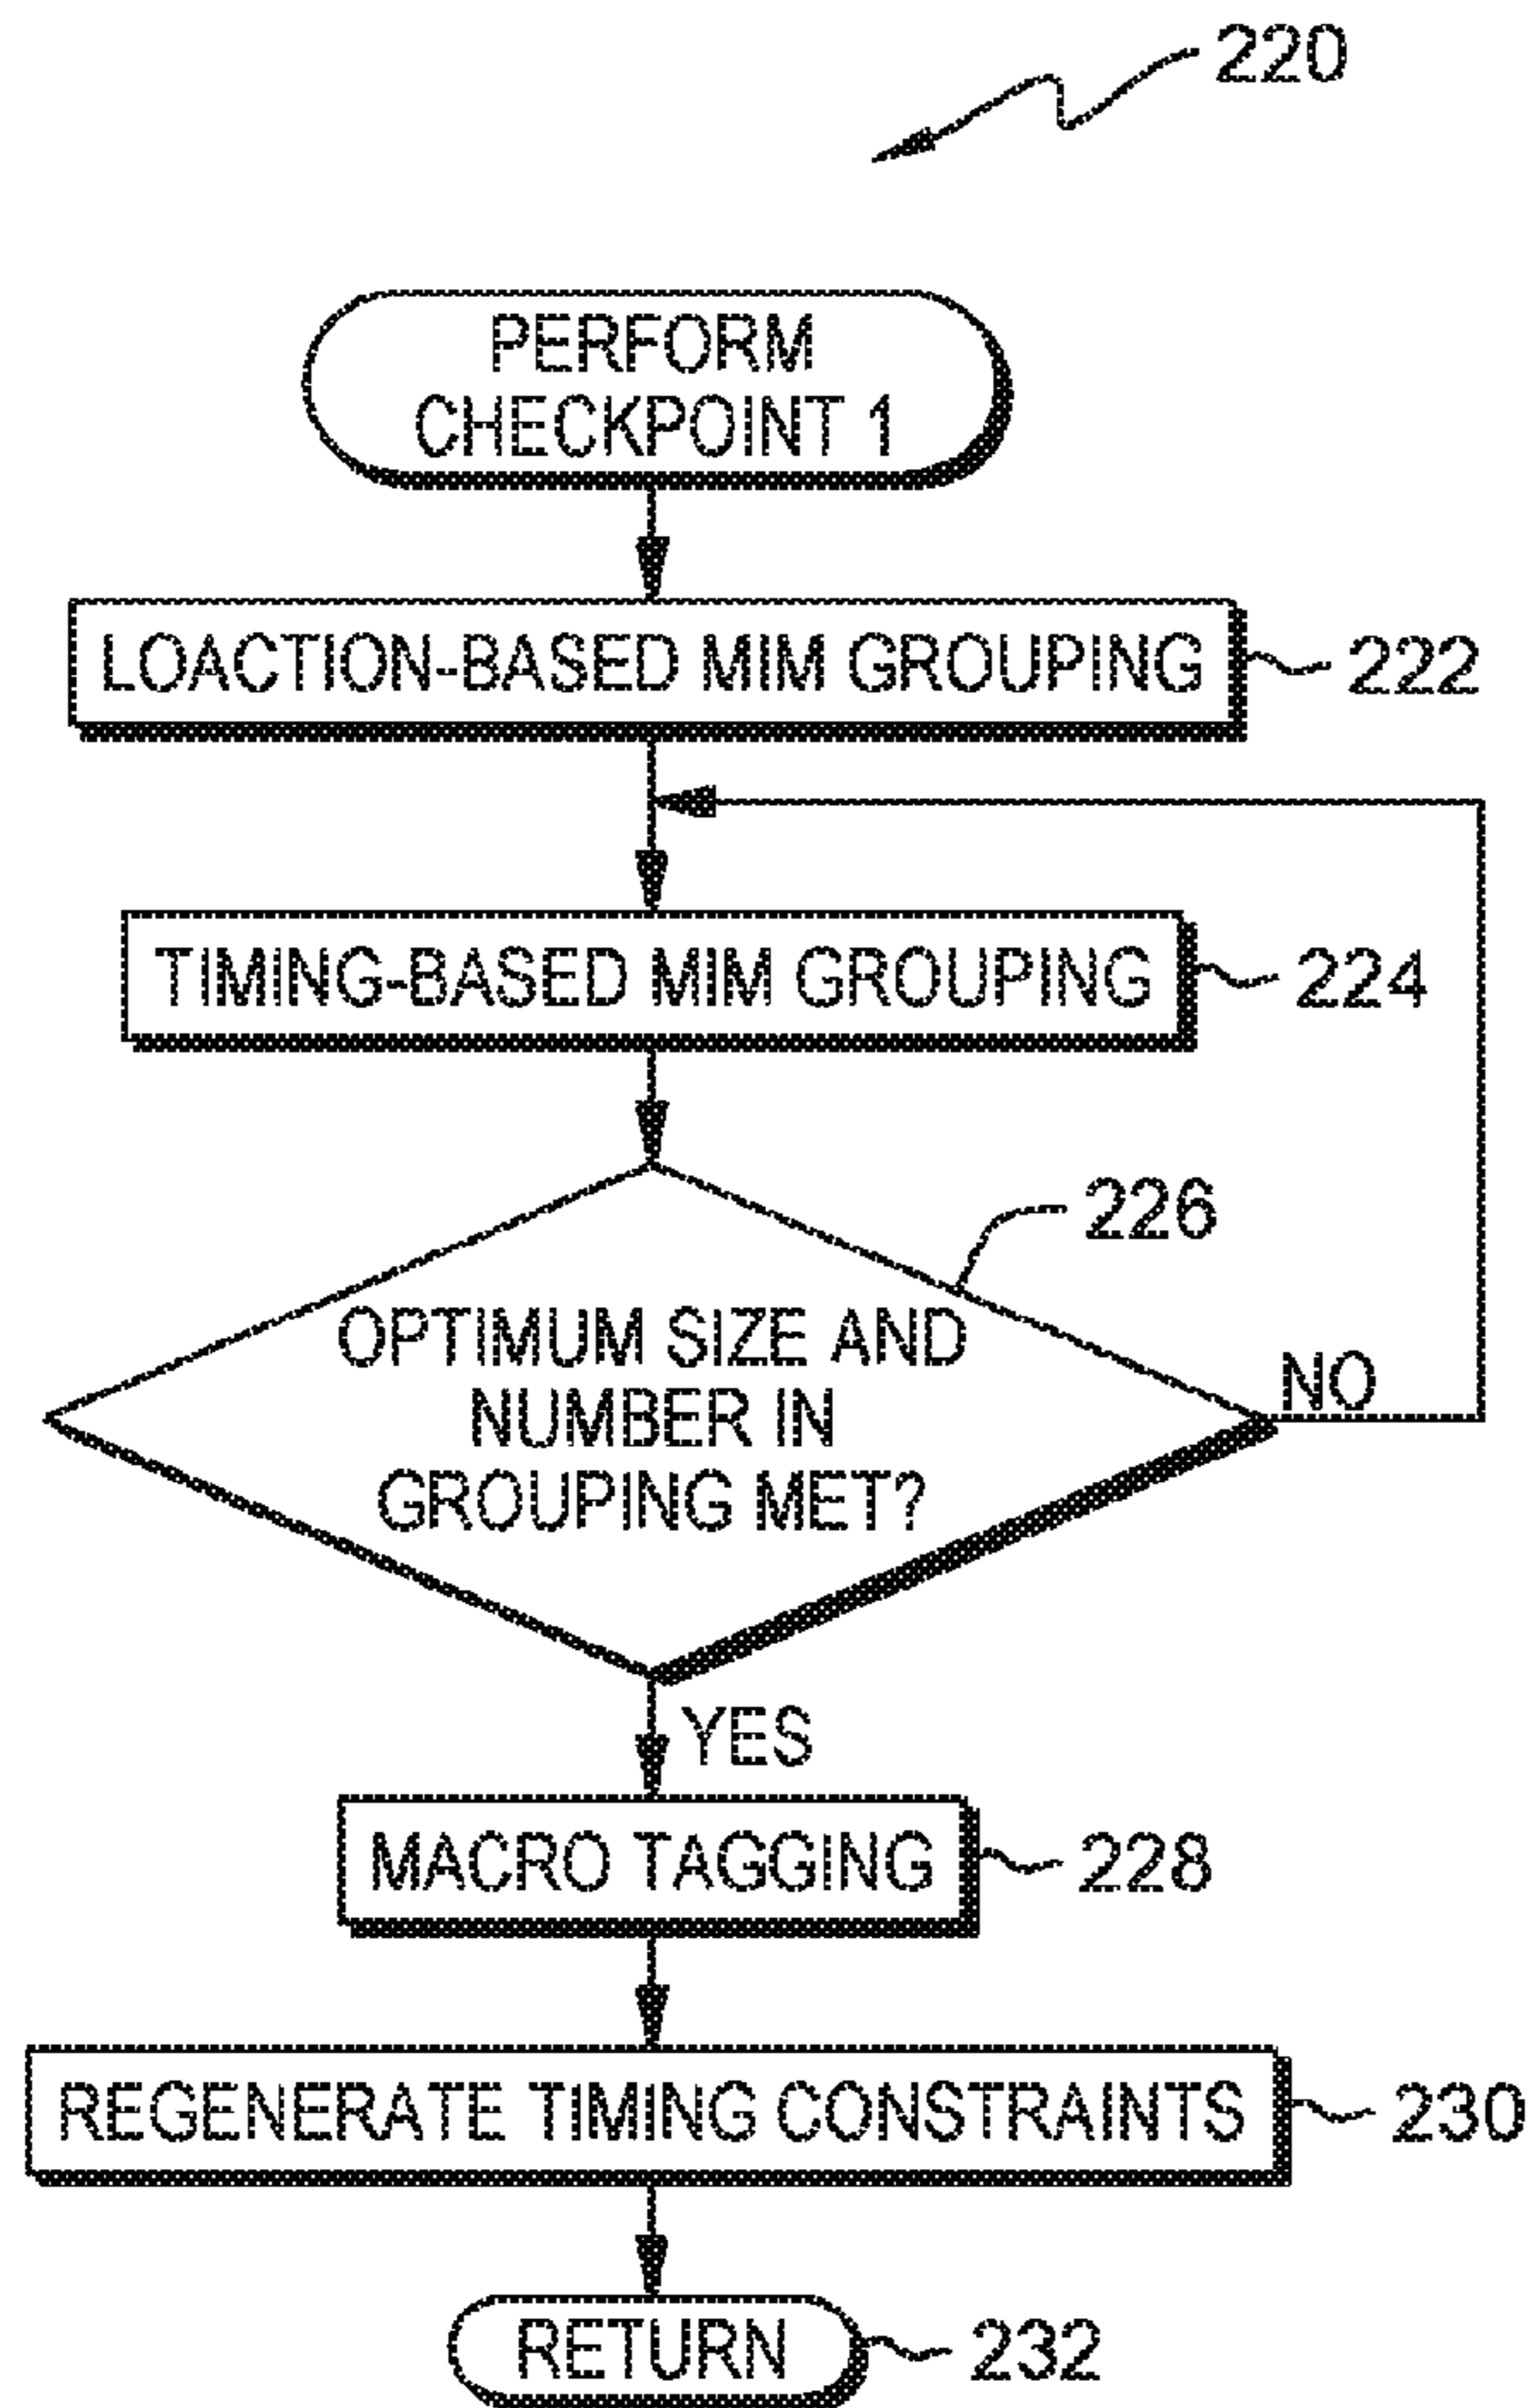 220
PERFORM
CHECKPOINT 1
LOACTION-BASED MIM GROUPING
222
TIMING-BASED MIM GROUPING
224
226
OPTIMUM SIZE AND
NUMBER IN
GROUPING MET?
NO
YES
MACRO TAGGING
228
REGENERATE TIMING CONSTRAINTS
230
RETURN
232